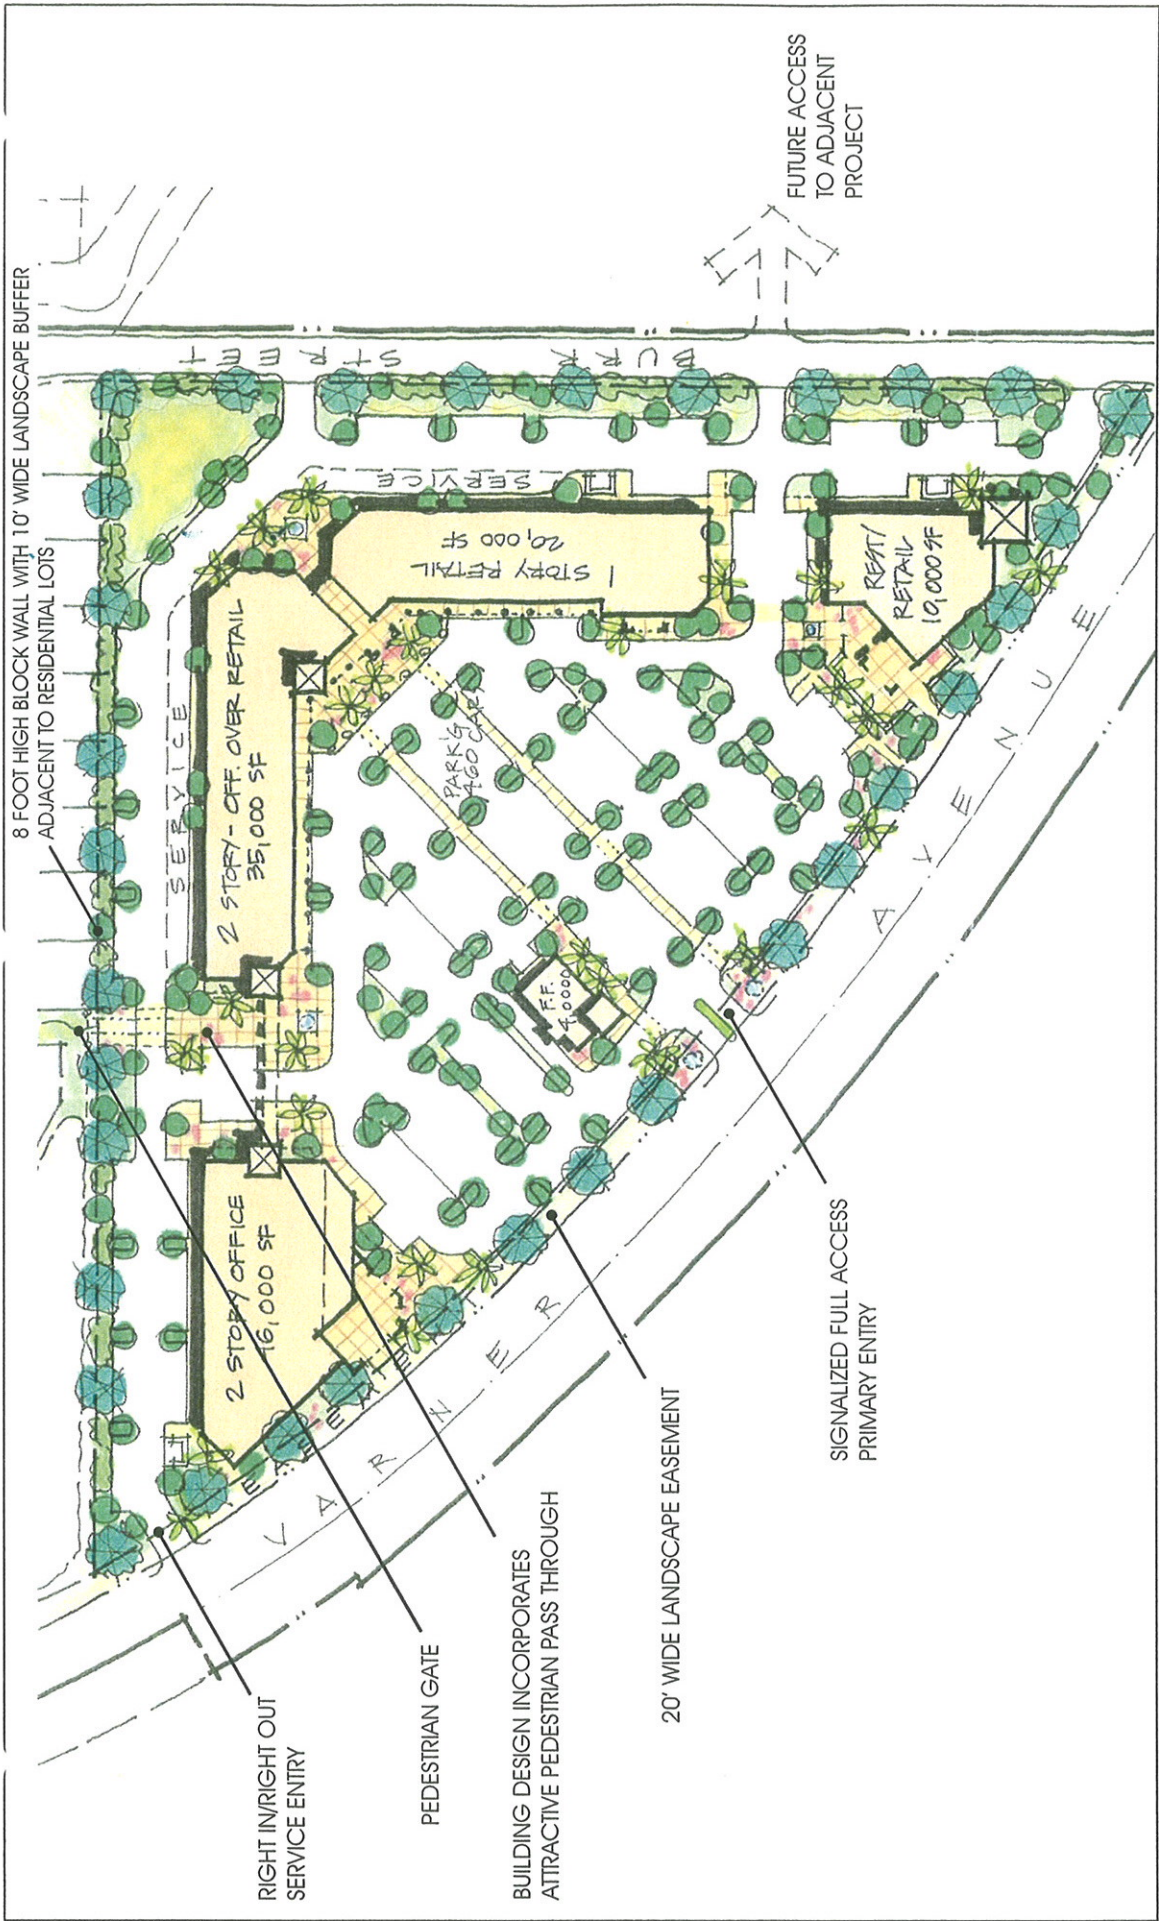 8 FOOT HIGH BLOCK WALL WITH 10' WIDE LANDSCAPE BUFFER
ADJACENT TO RESIDENTIAL LOTS
FUTURE ACCESS
TO ADJACENT
PROJECT
BURR STREET
SERVICE
SERVICE
2 STORY - OFF. OVER RETAIL
35,000 SF
1 STORY RETAIL
20,000 SF
REST/
RETAIL
10,000 SF
2 STORY OFFICE
16,000 SF
PARK'G
460 CARS
F.F.
4,000
VARNER AVENUE
RIGHT IN/RIGHT OUT
SERVICE ENTRY
PEDESTRIAN GATE
BUILDING DESIGN INCORPORATES
ATTRACTIVE PEDESTRIAN PASS THROUGH
20' WIDE LANDSCAPE EASEMENT
SIGNALIZED FULL ACCESS
PRIMARY ENTRY